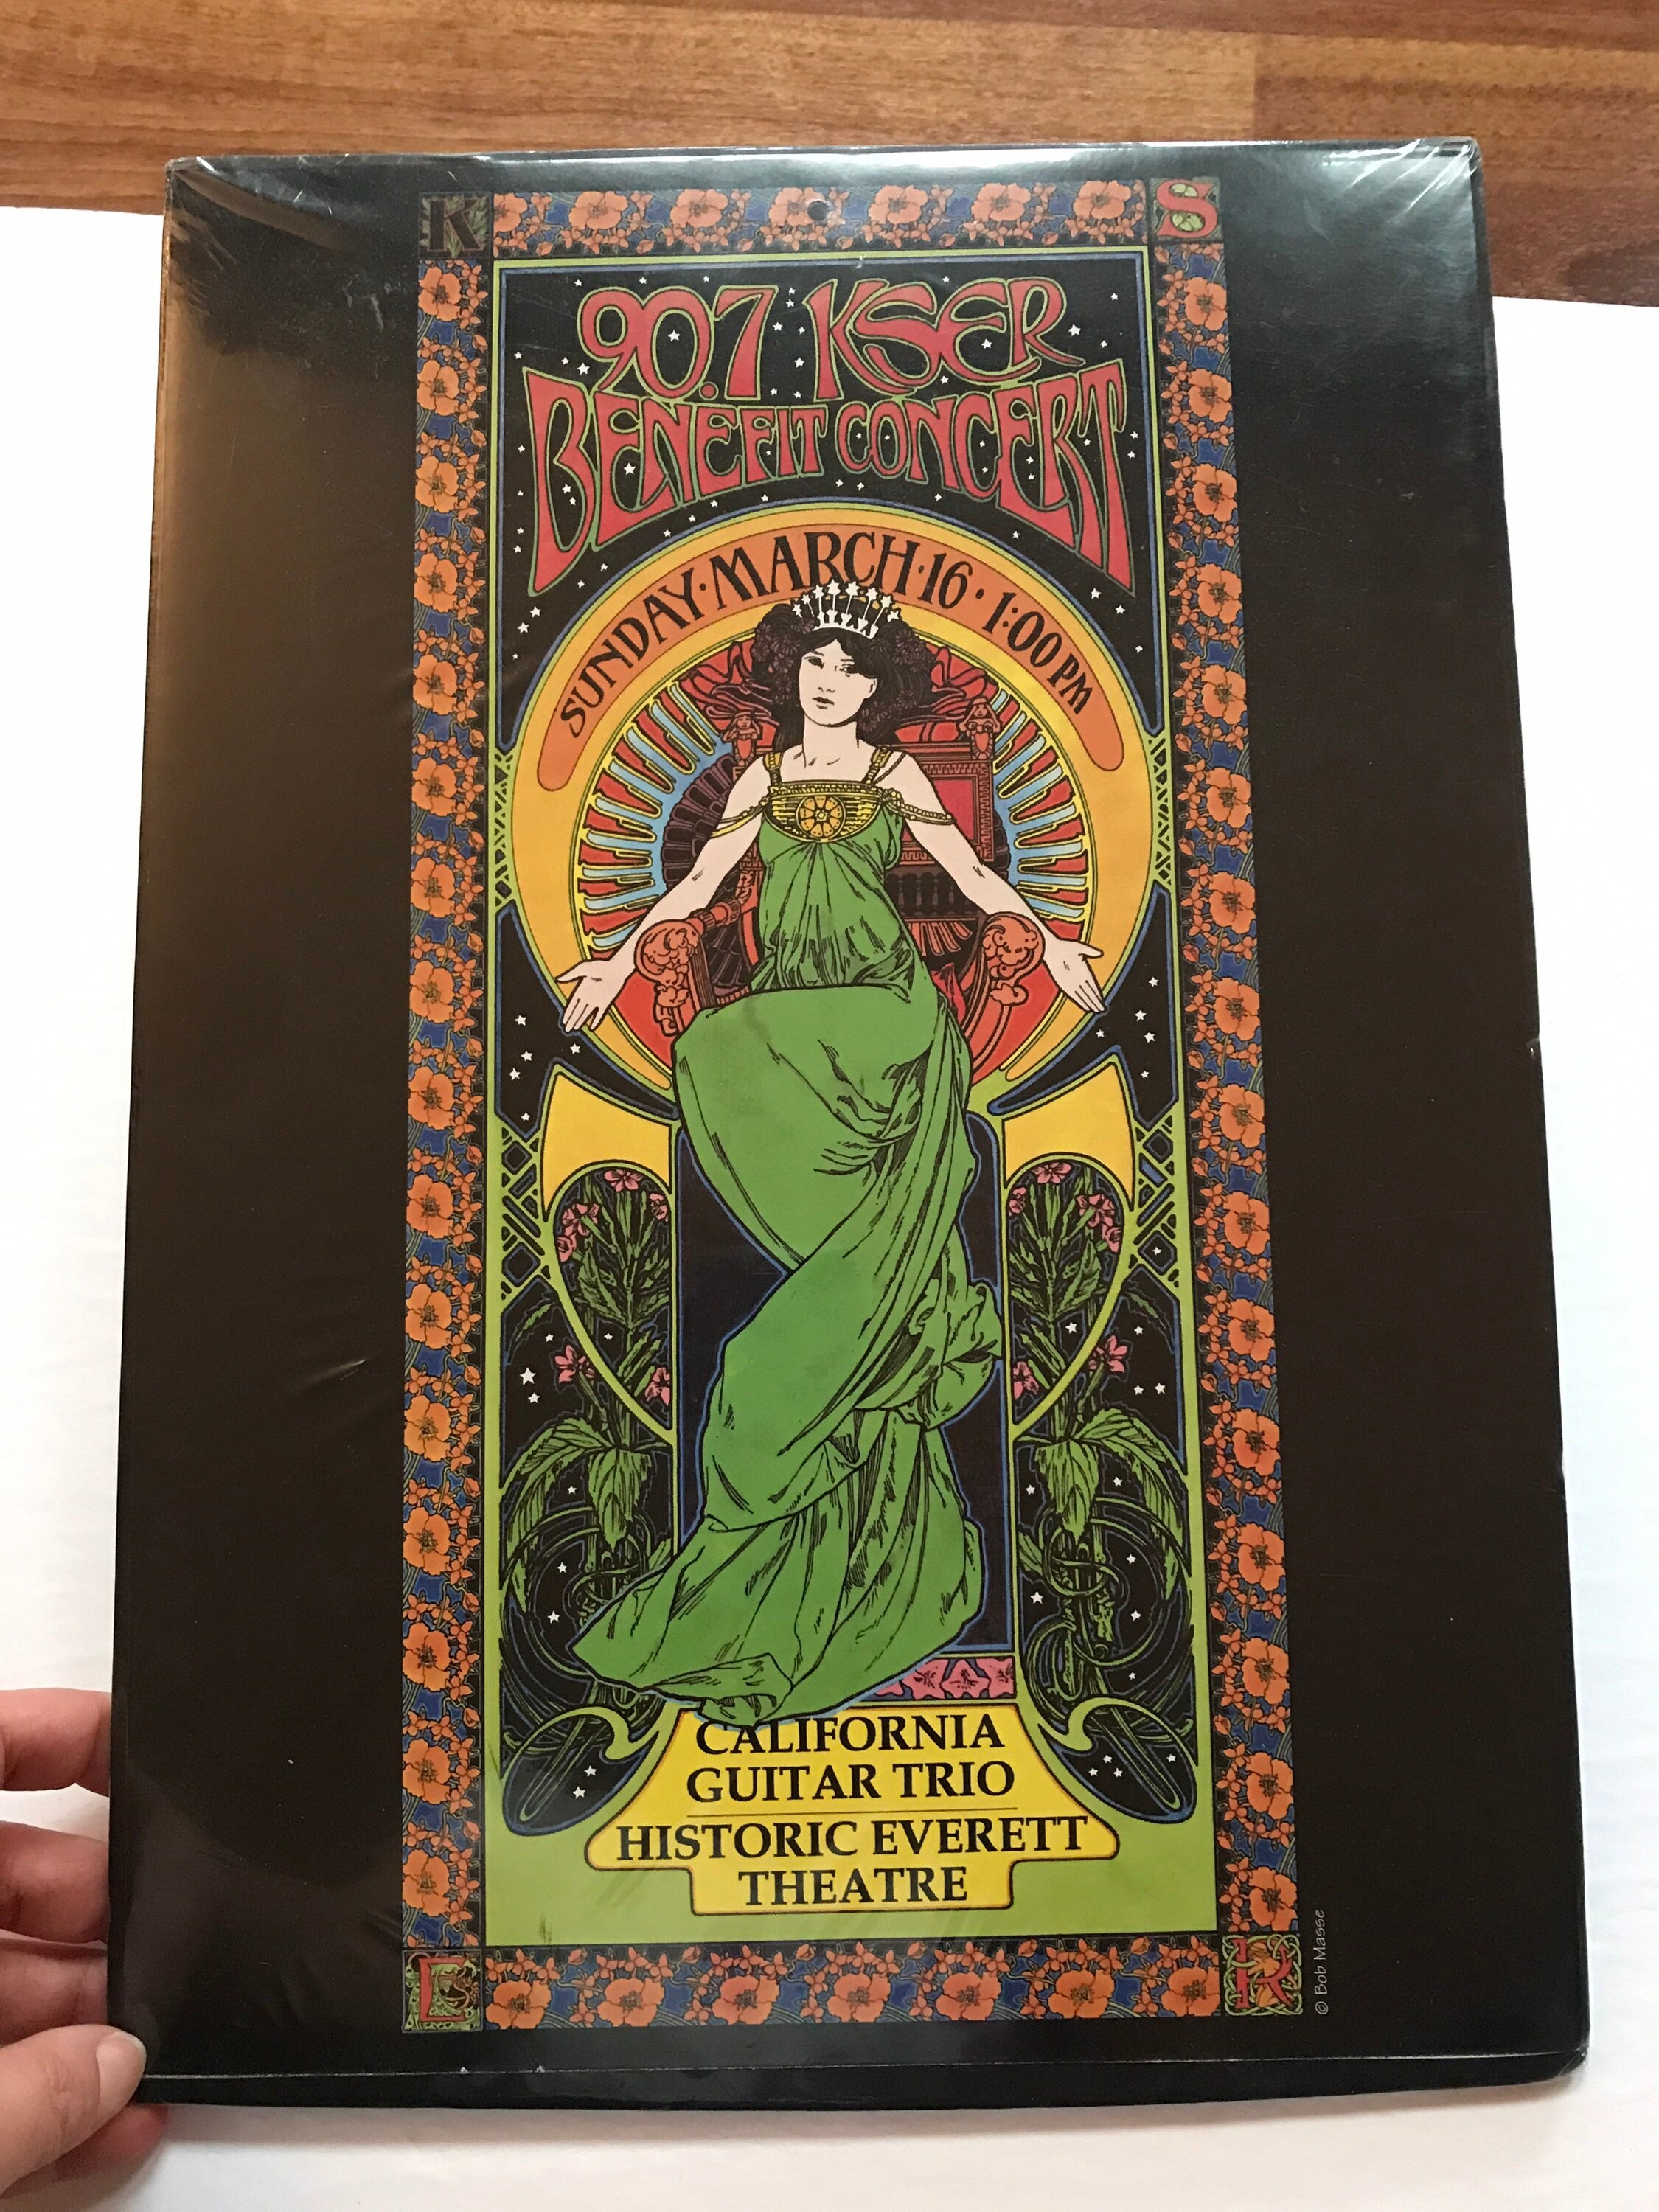 K S
90.7 KSER
BENEFIT CONCERT
SUNDAY·MARCH·16·1:00 PM
CALIFORNIA
GUITAR TRIO
HISTORIC EVERETT
THEATRE
E R
© Bob Masse